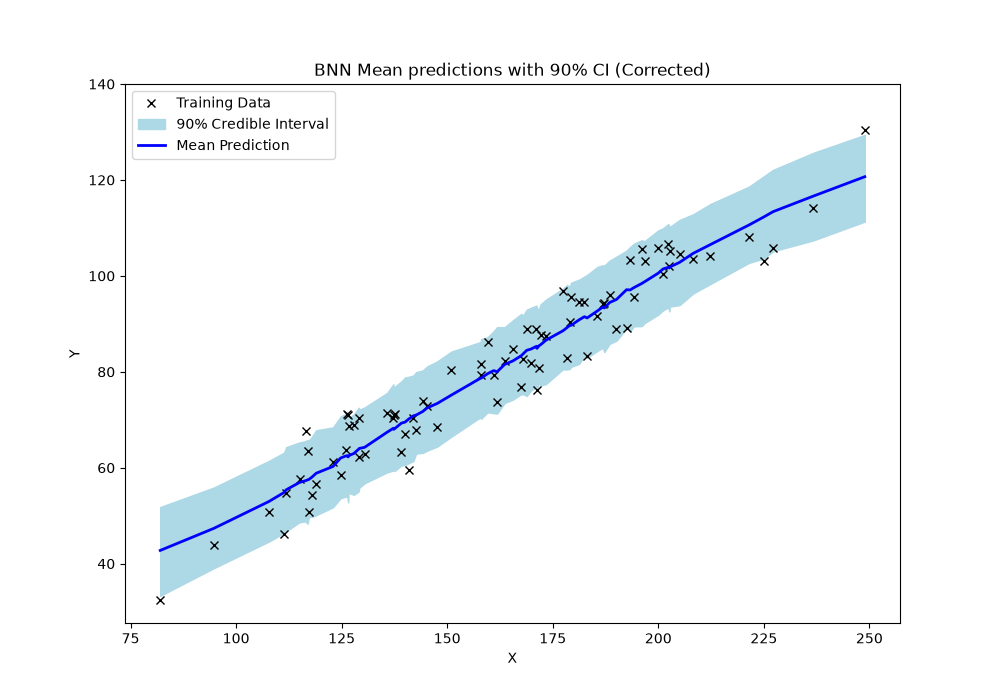 BNN Mean predictions with 90% CI (Corrected)
Training Data
90% Credible Interval
Mean Prediction
140
120
100
80
60
40
Y
75
100
125
150
175
200
225
250
X